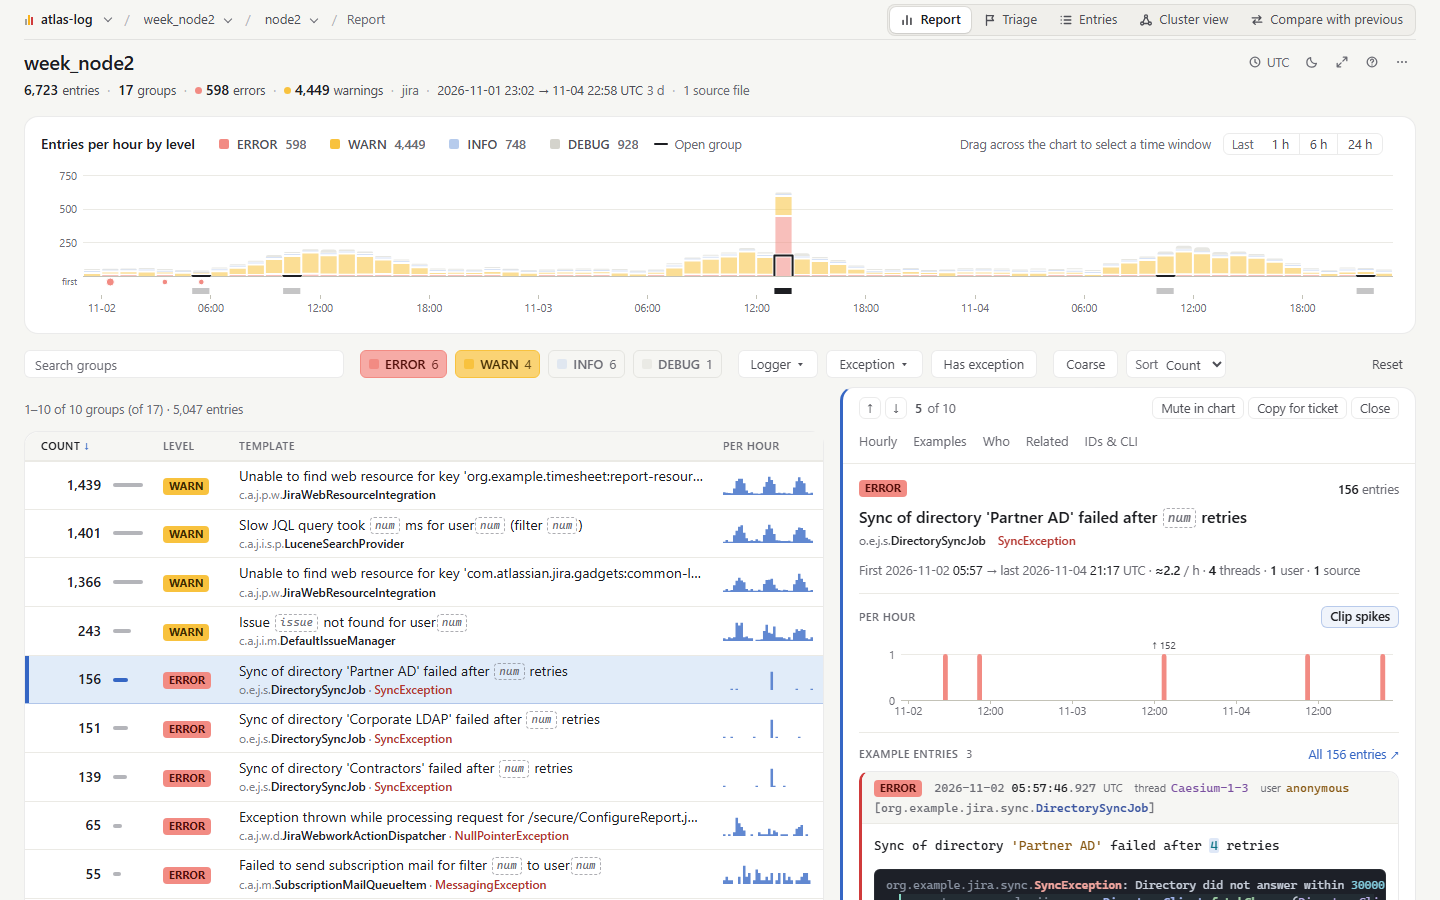 atlas-log / week_node2 / node2 / Report
Report Triage Entries Cluster view Compare with previous
week_node2
UTC
6,723 entries · 17 groups · 598 errors · 4,449 warnings · jira · 2026-11-01 23:02 → 11-04 22:58 UTC 3 d · 1 source file
Entries per hour by level ERROR 598 WARN 4,449 INFO 748 DEBUG 928 Open group
Drag across the chart to select a time window Last 1 h 6 h 24 h
750
500
250
first
11-02 06:00 12:00 18:00 11-03 06:00 12:00 18:00 11-04 06:00 12:00 18:00
Search groups ERROR 6 WARN 4 INFO 6 DEBUG 1 Logger Exception Has exception Coarse Sort Count Reset
1–10 of 10 groups (of 17) · 5,047 entries
COUNT ↓ LEVEL TEMPLATE PER HOUR
1,439 WARN Unable to find web resource for key 'org.example.timesheet:report-resour...
c.a.j.p.w.JiraWebResourceIntegration
1,401 WARN Slow JQL query took num ms for user num (filter num)
c.a.j.i.s.p.LuceneSearchProvider
1,366 WARN Unable to find web resource for key 'com.atlassian.jira.gadgets:common-l...
c.a.j.p.w.JiraWebResourceIntegration
243 WARN Issue issue not found for user num
c.a.j.i.m.DefaultIssueManager
156 ERROR Sync of directory 'Partner AD' failed after num retries
o.e.j.s.DirectorySyncJob · SyncException
151 ERROR Sync of directory 'Corporate LDAP' failed after num retries
o.e.j.s.DirectorySyncJob · SyncException
139 ERROR Sync of directory 'Contractors' failed after num retries
o.e.j.s.DirectorySyncJob · SyncException
65 ERROR Exception thrown while processing request for /secure/ConfigureReport.j...
c.a.j.w.d.JiraWebworkActionDispatcher · NullPointerException
55 ERROR Failed to send subscription mail for filter num to user num
c.a.j.m.SubscriptionMailQueueItem · MessagingException
↑ ↓ 5 of 10 Mute in chart Copy for ticket Close
Hourly Examples Who Related IDs & CLI
ERROR 156 entries
Sync of directory 'Partner AD' failed after num retries
o.e.j.s.DirectorySyncJob SyncException
First 2026-11-02 05:57 → last 2026-11-04 21:17 UTC · ≈2.2 / h · 4 threads · 1 user · 1 source
PER HOUR Clip spikes
↑ 152
1
0
11-02 12:00 11-03 12:00 11-04 12:00
EXAMPLE ENTRIES 3 All 156 entries ↗
ERROR 2026-11-02 05:57:46.927 UTC thread Caesium-1-3 user anonymous
[org.example.jira.sync.DirectorySyncJob]
Sync of directory 'Partner AD' failed after 4 retries
org.example.jira.sync.SyncException: Directory did not answer within 30000